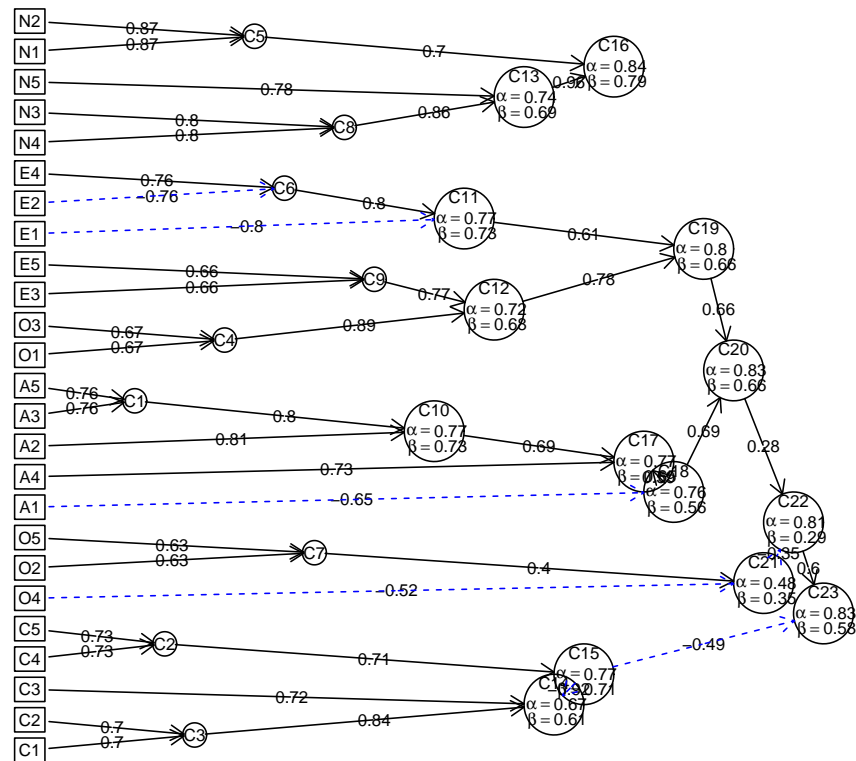 N2
N1
N5
N3
N4
E4
E2
E1
E5
E3
O3
O1
A5
A3
A2
A4
A1
O5
O2
O4
C5
C4
C3
C2
C1
0.87
0.87
C5
0.7
C16
α = 0.84
β = 0.79
0.78
C13
α = 0.74
β = 0.69
0.96
0.8
0.8
C8
0.86
0.76
−0.76
C6
0.8
−0.8
C11
α = 0.77
β = 0.73
0.61
C19
α = 0.8
β = 0.66
0.66
0.66
C9
0.77
C12
α = 0.72
β = 0.68
0.78
0.67
0.67
C4
0.89
0.66
C20
α = 0.83
β = 0.66
0.76
0.76
C1
0.8
0.81
C10
α = 0.77
β = 0.73
0.69
0.73
C17
α = 0.77
α = 0.76
β = 0.56
0.69
−0.65
0.28
C22
α = 0.81
β = 0.29
0.63
0.63
C7
0.4
−0.52
C21
α = 0.48
β = 0.35
0.6
C23
α = 0.83
β = 0.58
0.73
0.73
C2
0.71
C15
α = 0.77
−0.49
0.72
0.7
0.7
C3
0.84
α = 0.67
β = 0.61